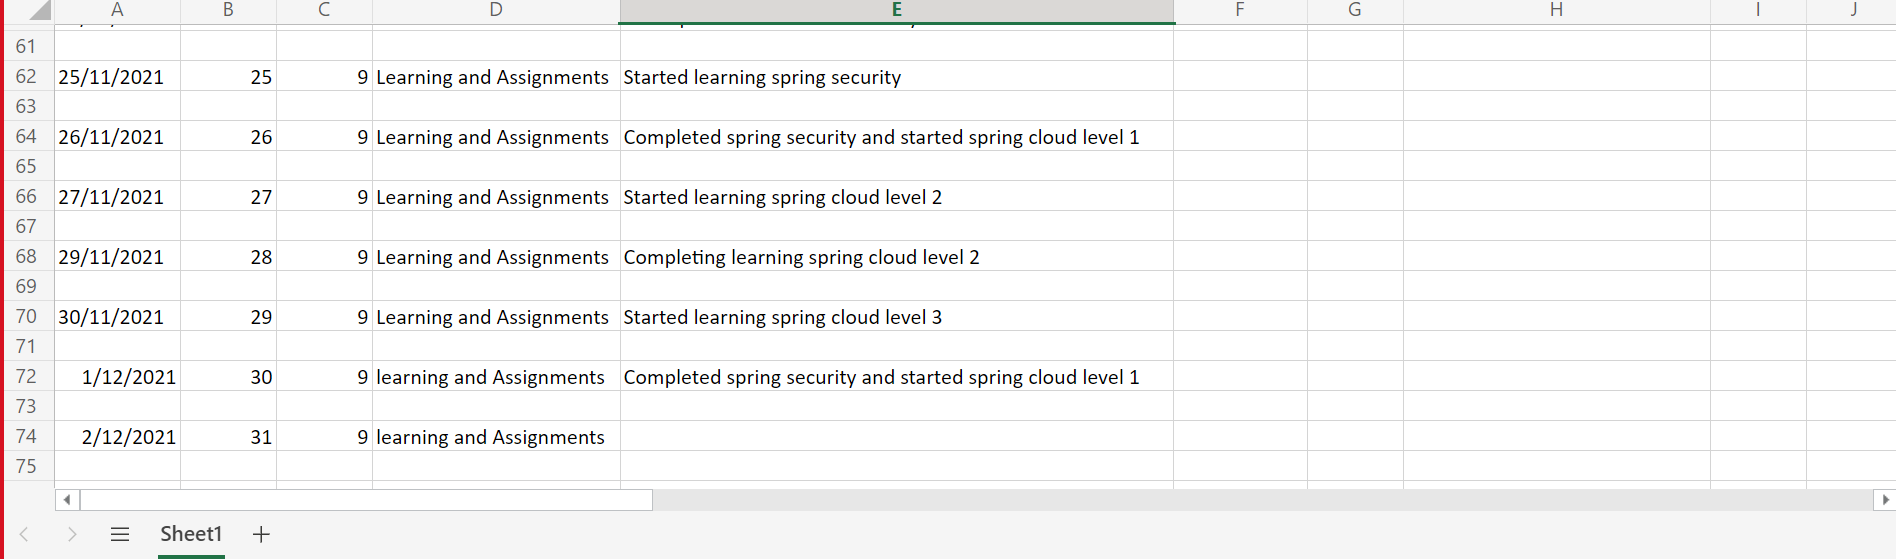 A B C D E F G H I J
61
62 25/11/2021 25 9 Learning and Assignments Started learning spring security
63
64 26/11/2021 26 9 Learning and Assignments Completed spring security and started spring cloud level 1
65
66 27/11/2021 27 9 Learning and Assignments Started learning spring cloud level 2
67
68 29/11/2021 28 9 Learning and Assignments Completing learning spring cloud level 2
69
70 30/11/2021 29 9 Learning and Assignments Started learning spring cloud level 3
71
72 1/12/2021 30 9 learning and Assignments Completed spring security and started spring cloud level 1
73
74 2/12/2021 31 9 learning and Assignments
75
Sheet1